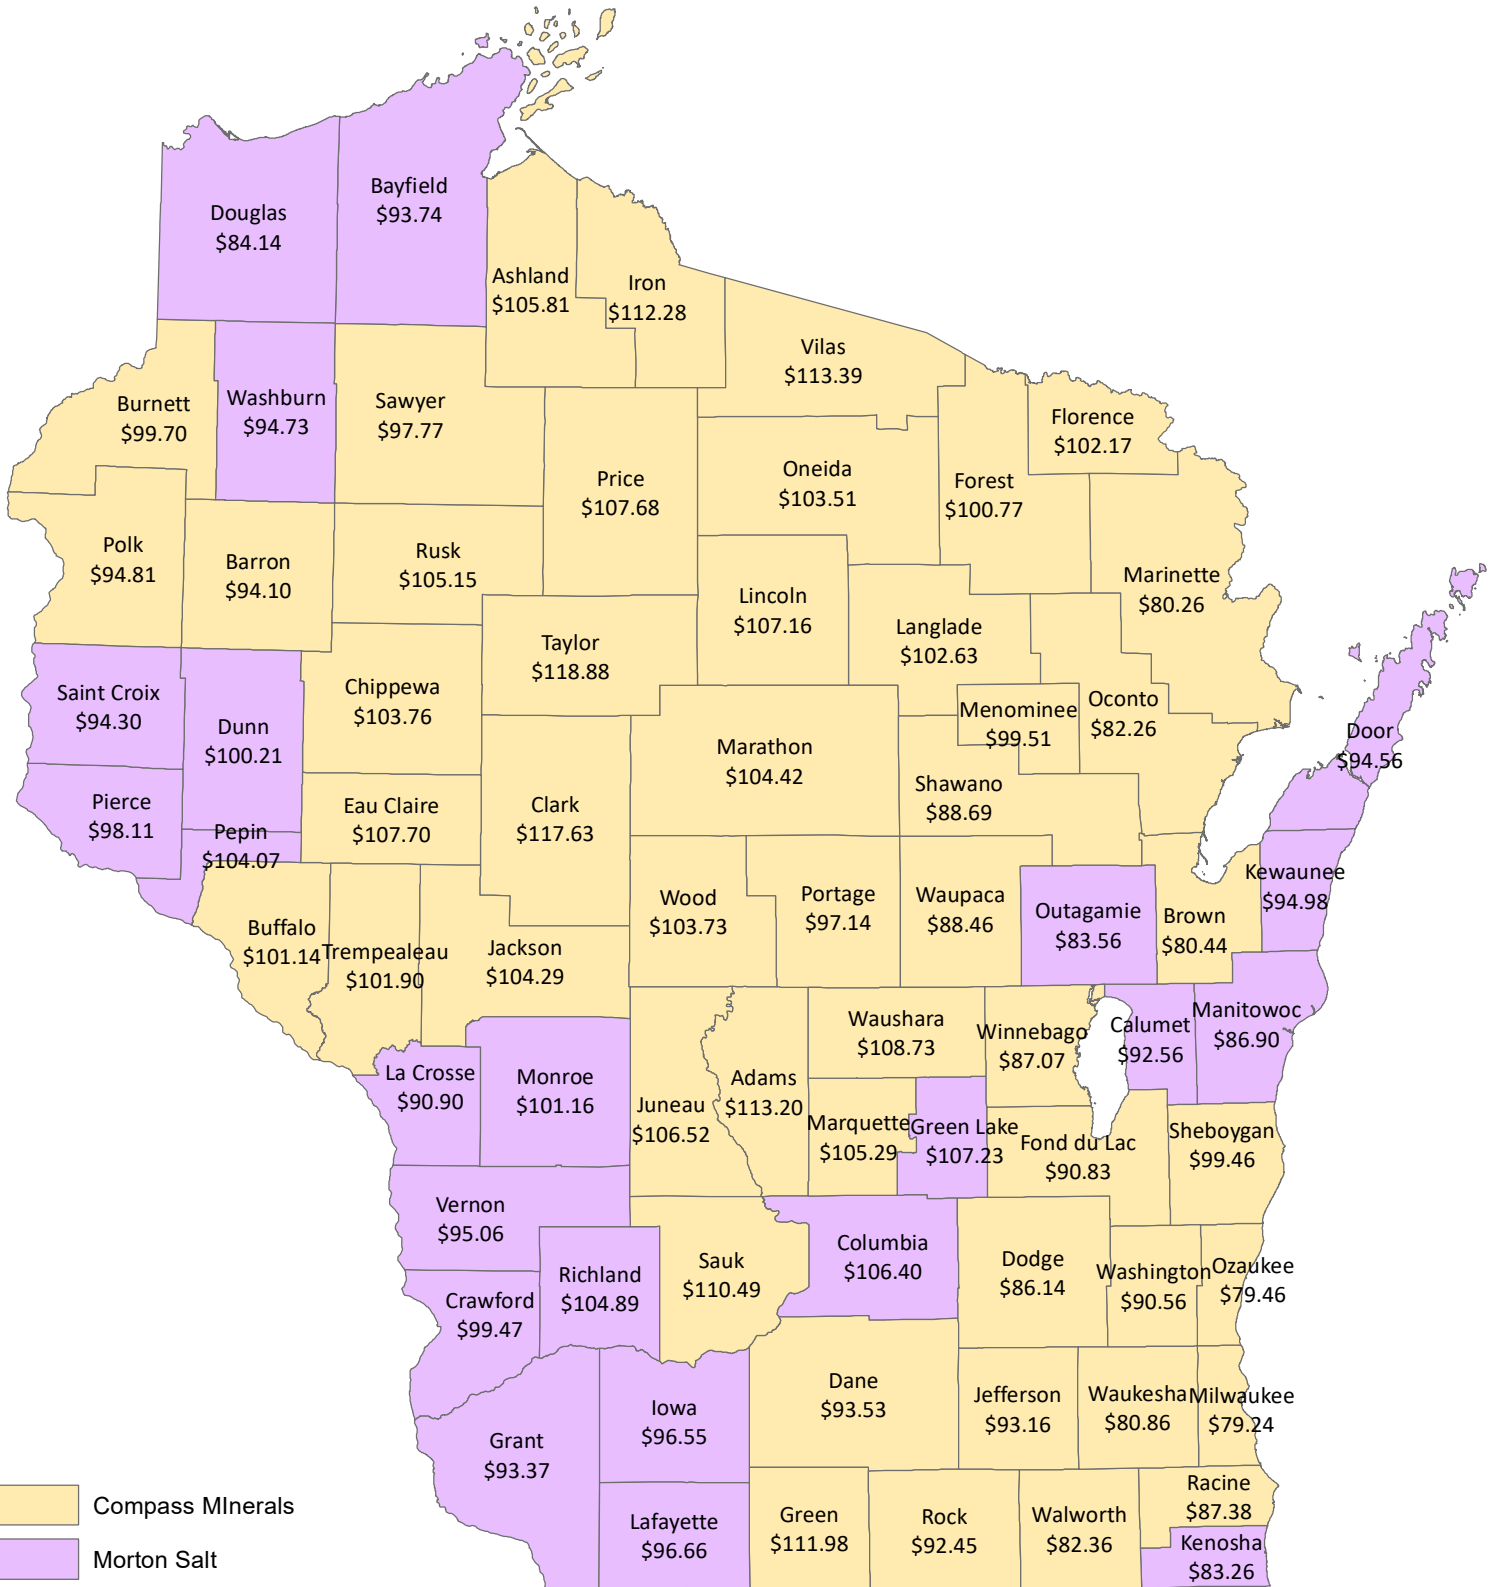 Bayfield
$93.74
Douglas
$84.14
Ashland
$105.81
Iron
$112.28
Vilas
$113.39
Burnett
$99.70
Washburn
$94.73
Sawyer
$97.77
Florence
$102.17
Price
$107.68
Oneida
$103.51
Forest
$100.77
Polk
$94.81
Barron
$94.10
Rusk
$105.15
Marinette
$80.26
Lincoln
$107.16
Langlade
$102.63
Taylor
$118.88
Saint Croix
$94.30
Dunn
$100.21
Chippewa
$103.76
Menominee
$99.51
Oconto
$82.26
Door
$94.56
Marathon
$104.42
Shawano
$88.69
Pierce
$98.11
Pepin
$104.07
Eau Claire
$107.70
Clark
$117.63
Kewaunee
$94.98
Wood
$103.73
Portage
$97.14
Waupaca
$88.46
Outagamie
$83.56
Brown
$80.44
Buffalo
$101.14
Trempealeau
$101.90
Jackson
$104.29
Manitowoc
$86.90
Waushara
$108.73
Winnebago
$87.07
Calumet
$92.56
La Crosse
$90.90
Monroe
$101.16
Juneau
$106.52
Adams
$113.20
Marquette
$105.29
Green Lake
$107.23
Fond du Lac
$90.83
Sheboygan
$99.46
Vernon
$95.06
Columbia
$106.40
Sauk
$110.49
Dodge
$86.14
Washington
$90.56
Ozaukee
$79.46
Richland
$104.89
Crawford
$99.47
Dane
$93.53
Jefferson
$93.16
Waukesha
$80.86
Milwaukee
$79.24
Iowa
$96.55
Grant
$93.37
Racine
$87.38
Lafayette
$96.66
Green
$111.98
Rock
$92.45
Walworth
$82.36
Kenosha
$83.26
Compass MInerals
Morton Salt